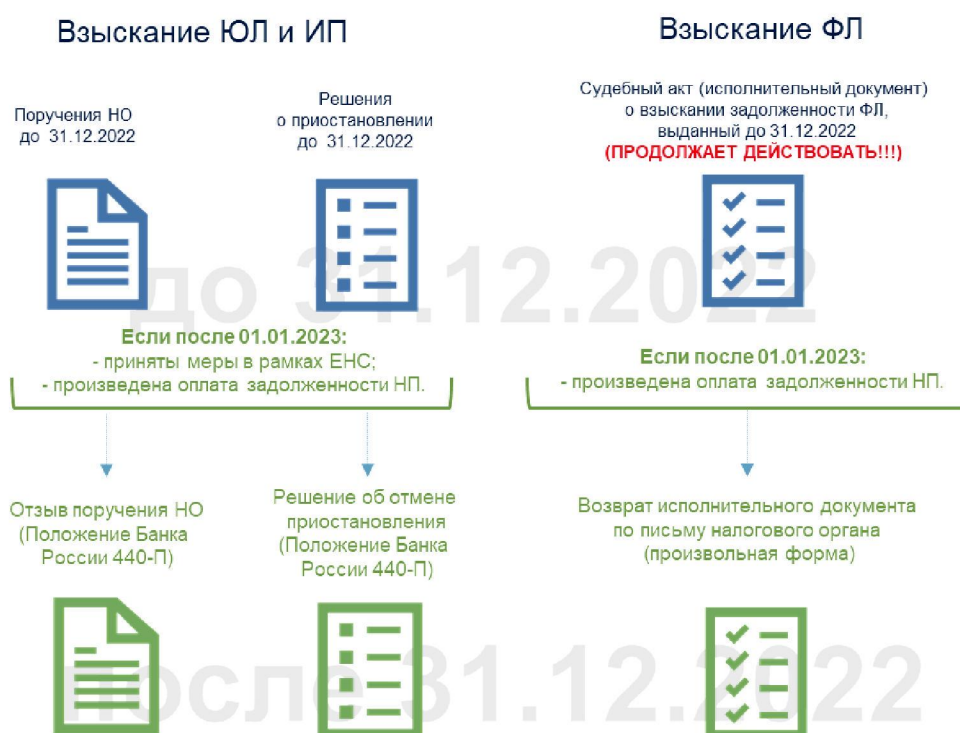 Взыскание ЮЛ и ИП
Взыскание ФЛ
Поручения НО
до 31.12.2022
Решения
о приостановлении
до 31.12.2022
Судебный акт (исполнительный документ)
о взыскании задолженности ФЛ,
выданный до 31.12.2022
(ПРОДОЛЖАЕТ ДЕЙСТВОВАТЬ!!!)
до 31.12.2022
Если после 01.01.2023:
- приняты меры в рамках ЕНС;
- произведена оплата задолженности НП.
Если после 01.01.2023:
- произведена оплата задолженности НП.
Отзыв поручения НО
(Положение Банка
России 440-П)
Решение об отмене
приостановления
(Положение Банка
России 440-П)
Возврат исполнительного документа
по письму налогового органа
(произвольная форма)
после 31.12.2022